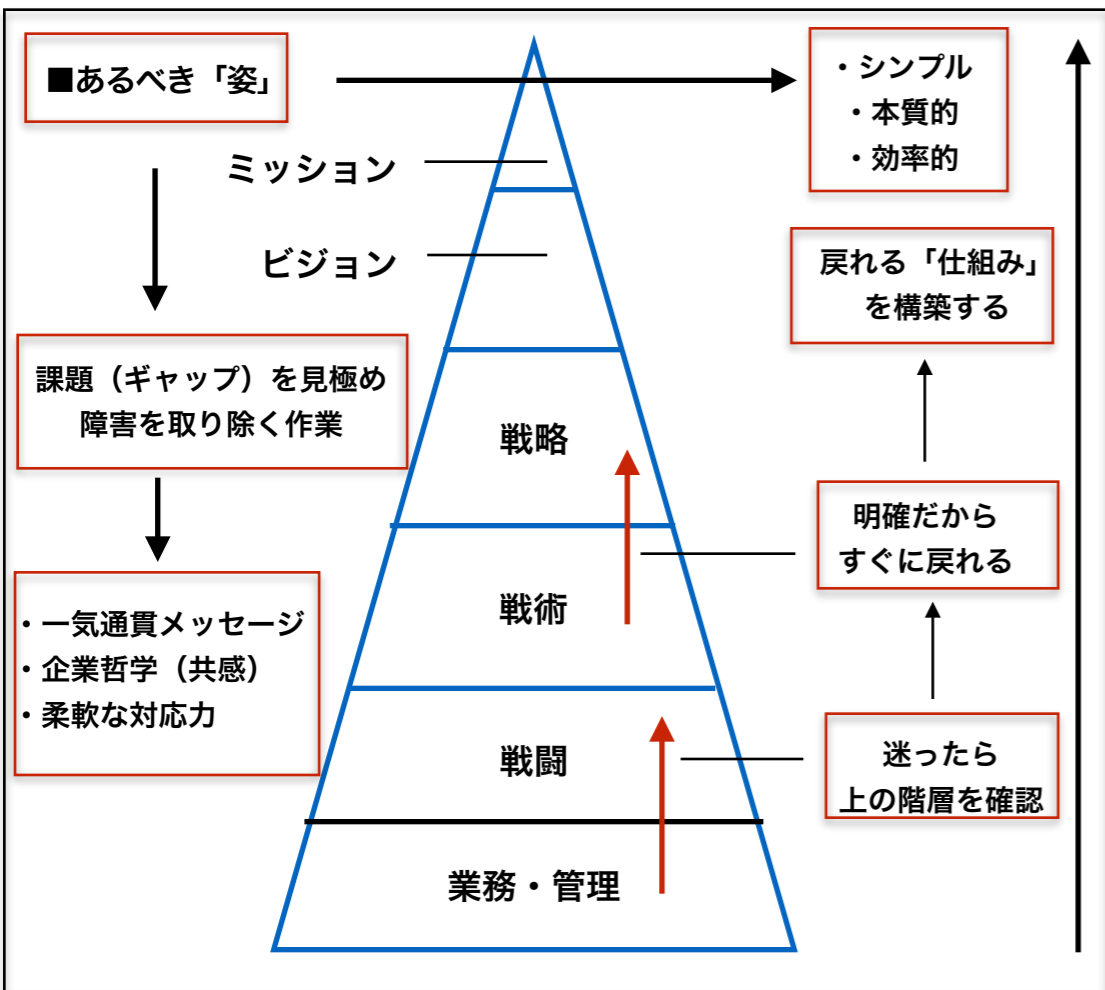 ■あるべき「姿」
・シンプル
・本質的
・効率的
ミッション
ビジョン
戻れる「仕組み」
を構築する
課題（ギャップ）を見極め
障害を取り除く作業
戦略
明確だから
すぐに戻れる
・一気通貫メッセージ
・企業哲学（共感）
・柔軟な対応力
戦術
戦闘
迷ったら
上の階層を確認
業務・管理